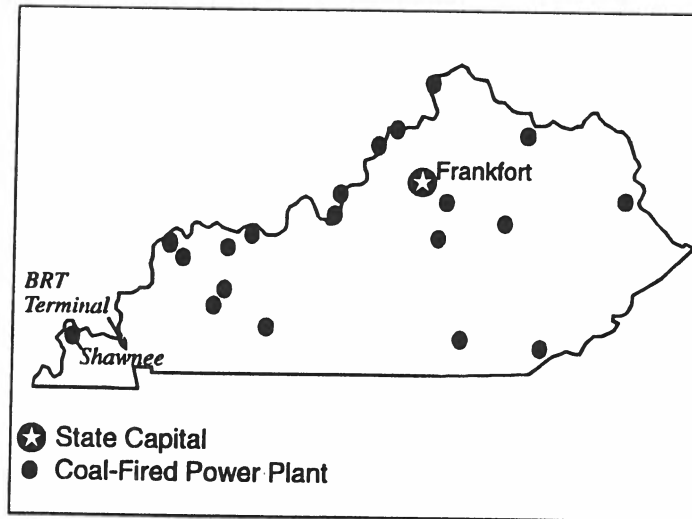 Frankfort
BRT
Terminal
Shawnee
State Capital
Coal-Fired Power Plant